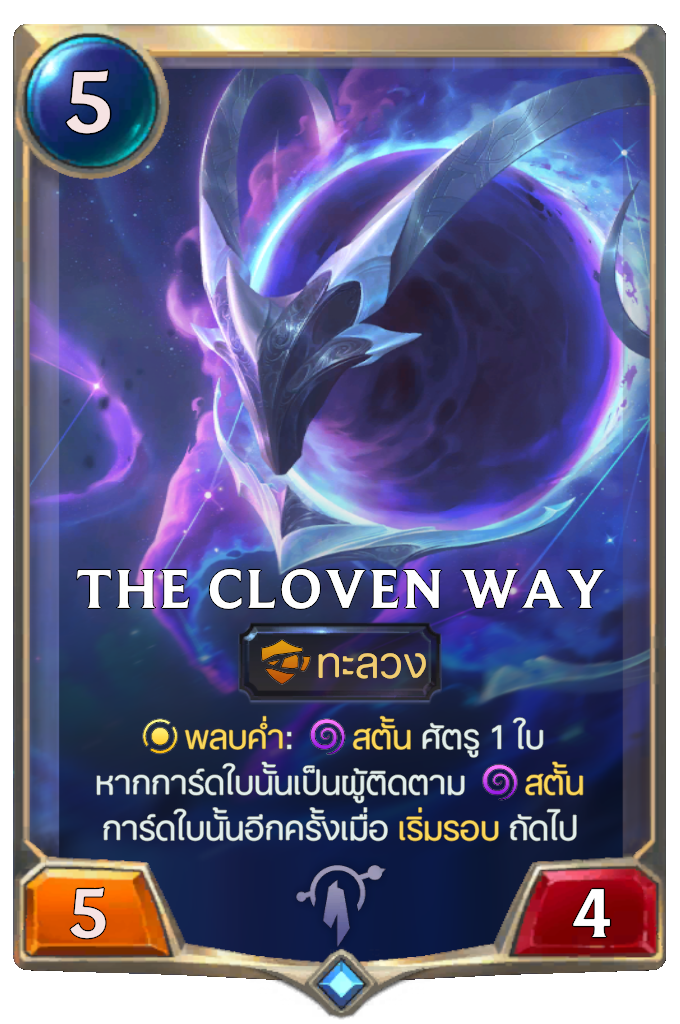 5
THE CLOVEN WAY
ทะลวง
พลบค่ำ: สตั้น ศัตรู 1 ใบ
หากการ์ดใบนั้นเป็นผู้ติดตาม สตั้น
การ์ดใบนั้นอีกครั้งเมื่อ เริ่มรอบ ถัดไป
5
4